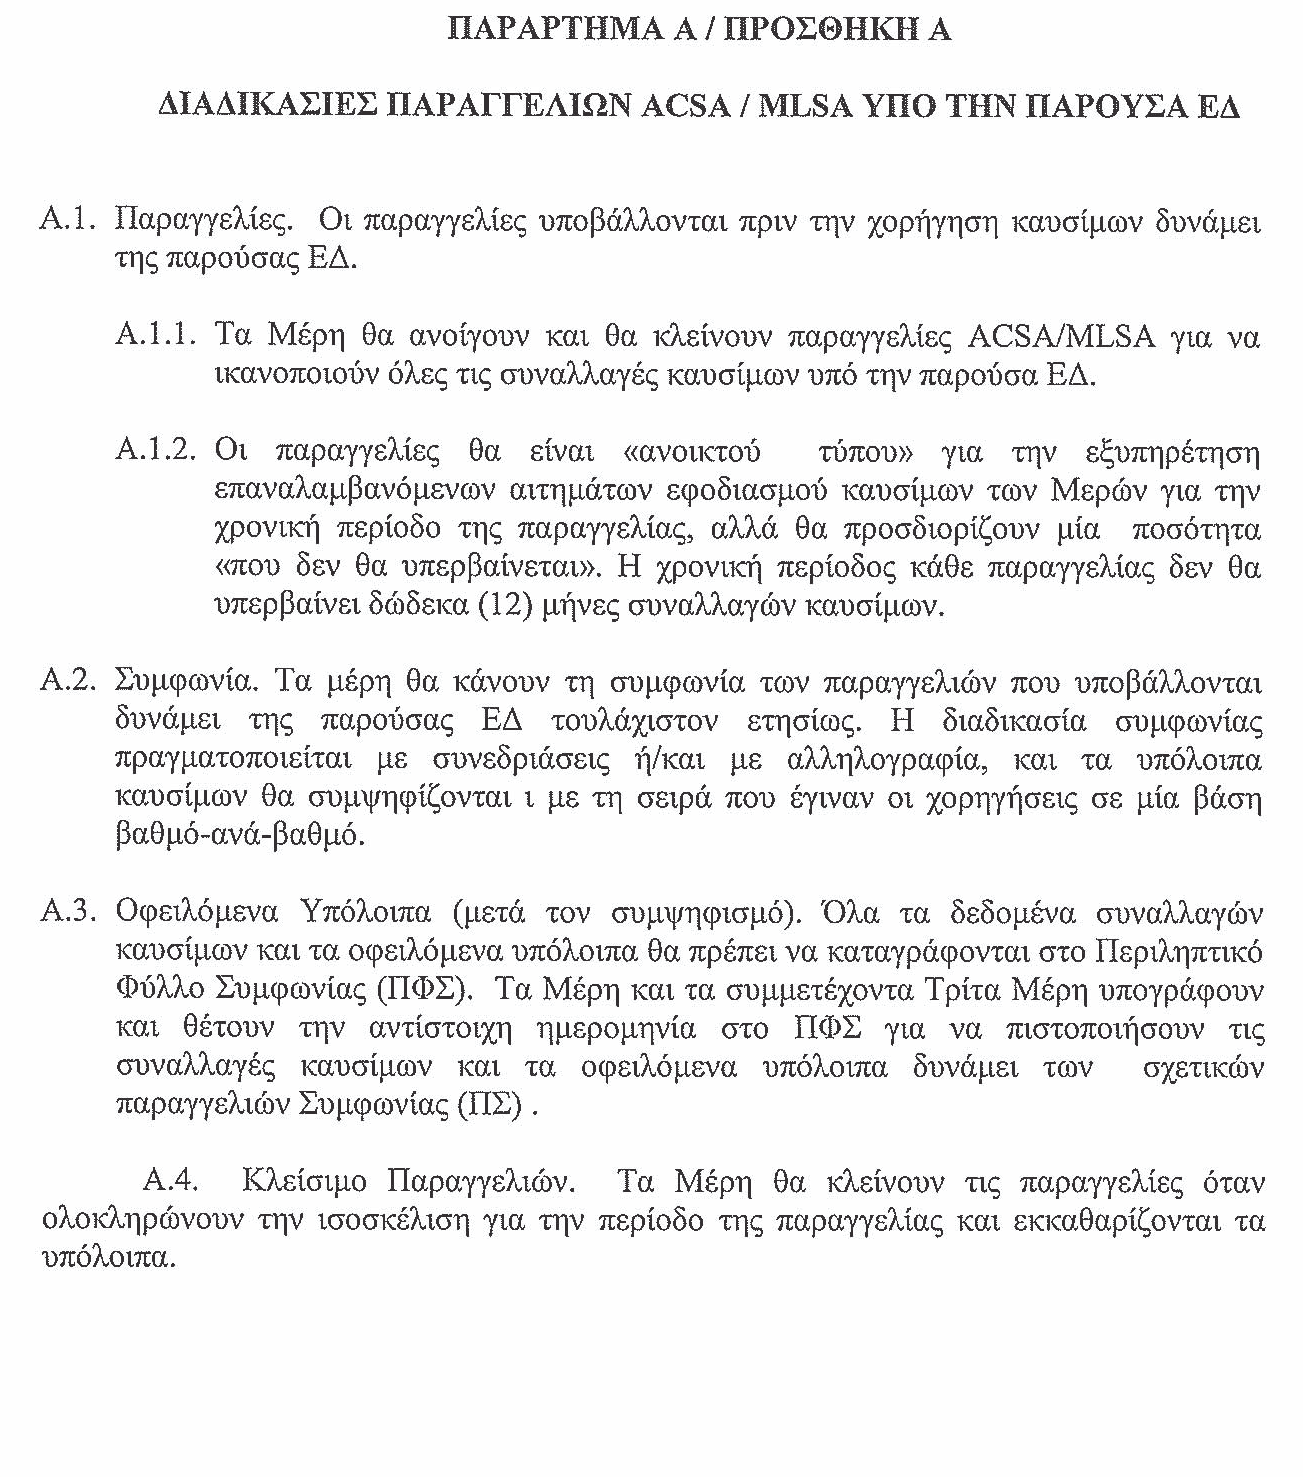 ΠΑΡΑΡΤΗΜΑ Α / ΠΡΟΣΘΗΚΗ Α
ΔΙΑΔΙΚΑΣΙΕΣ ΠΑΡΑΓΓΕΛΙΩΝ ACSA / MLSA ΥΠΟ ΤΗΝ ΠΑΡΟΥΣΑ ΕΔ
Α.1. Παραγγελίες. Οι παραγγελίες υποβάλλονται πριν την χορήγηση καυσίμων δυνάμει
της παρούσας ΕΔ.
Α.1.1. Τα Μέρη θα ανοίγουν και θα κλείνουν παραγγελίες ACSA/MLSA για να
ικανοποιούν όλες τις συναλλαγές καυσίμων υπό την παρούσα ΕΔ.
Α.1.2. Οι παραγγελίες θα είναι «ανοικτού τύπου» για την εξυπηρέτηση
επαναλαμβανόμενων αιτημάτων εφοδιασμού καυσίμων των Μερών για την
χρονική περίοδο της παραγγελίας, αλλά θα προσδιορίζουν μία ποσότητα
«που δεν θα υπερβαίνεται». Η χρονική περίοδος κάθε παραγγελίας δεν θα
υπερβαίνει δώδεκα (12) μήνες συναλλαγών καυσίμων.
Α.2. Συμφωνία. Τα μέρη θα κάνουν τη συμφωνία των παραγγελιών που υποβάλλονται
δυνάμει της παρούσας ΕΔ τουλάχιστον ετησίως. Η διαδικασία συμφωνίας
πραγματοποιείται με συνεδριάσεις ή/και με αλληλογραφία, και τα υπόλοιπα
καυσίμων θα συμψηφίζονται ι με τη σειρά που έγιναν οι χορηγήσεις σε μία βάση
βαθμό-ανά-βαθμό.
Α.3. Οφειλόμενα Υπόλοιπα (μετά τον συμψηφισμό). Όλα τα δεδομένα συναλλαγών
καυσίμων και τα οφειλόμενα υπόλοιπα θα πρέπει να καταγράφονται στο Περιληπτικό
Φύλλο Συμφωνίας (ΠΦΣ). Τα Μέρη και τα συμμετέχοντα Τρίτα Μέρη υπογράφουν
και θέτουν την αντίστοιχη ημερομηνία στο ΠΦΣ για να πιστοποιήσουν τις
συναλλαγές καυσίμων και τα οφειλόμενα υπόλοιπα δυνάμει των σχετικών
παραγγελιών Συμφωνίας (ΠΣ) .
Α.4. Κλείσιμο Παραγγελιών. Τα Μέρη θα κλείνουν τις παραγγελίες όταν
ολοκληρώνουν την ισοσκέλιση για την περίοδο της παραγγελίας και εκκαθαρίζονται τα
υπόλοιπα.